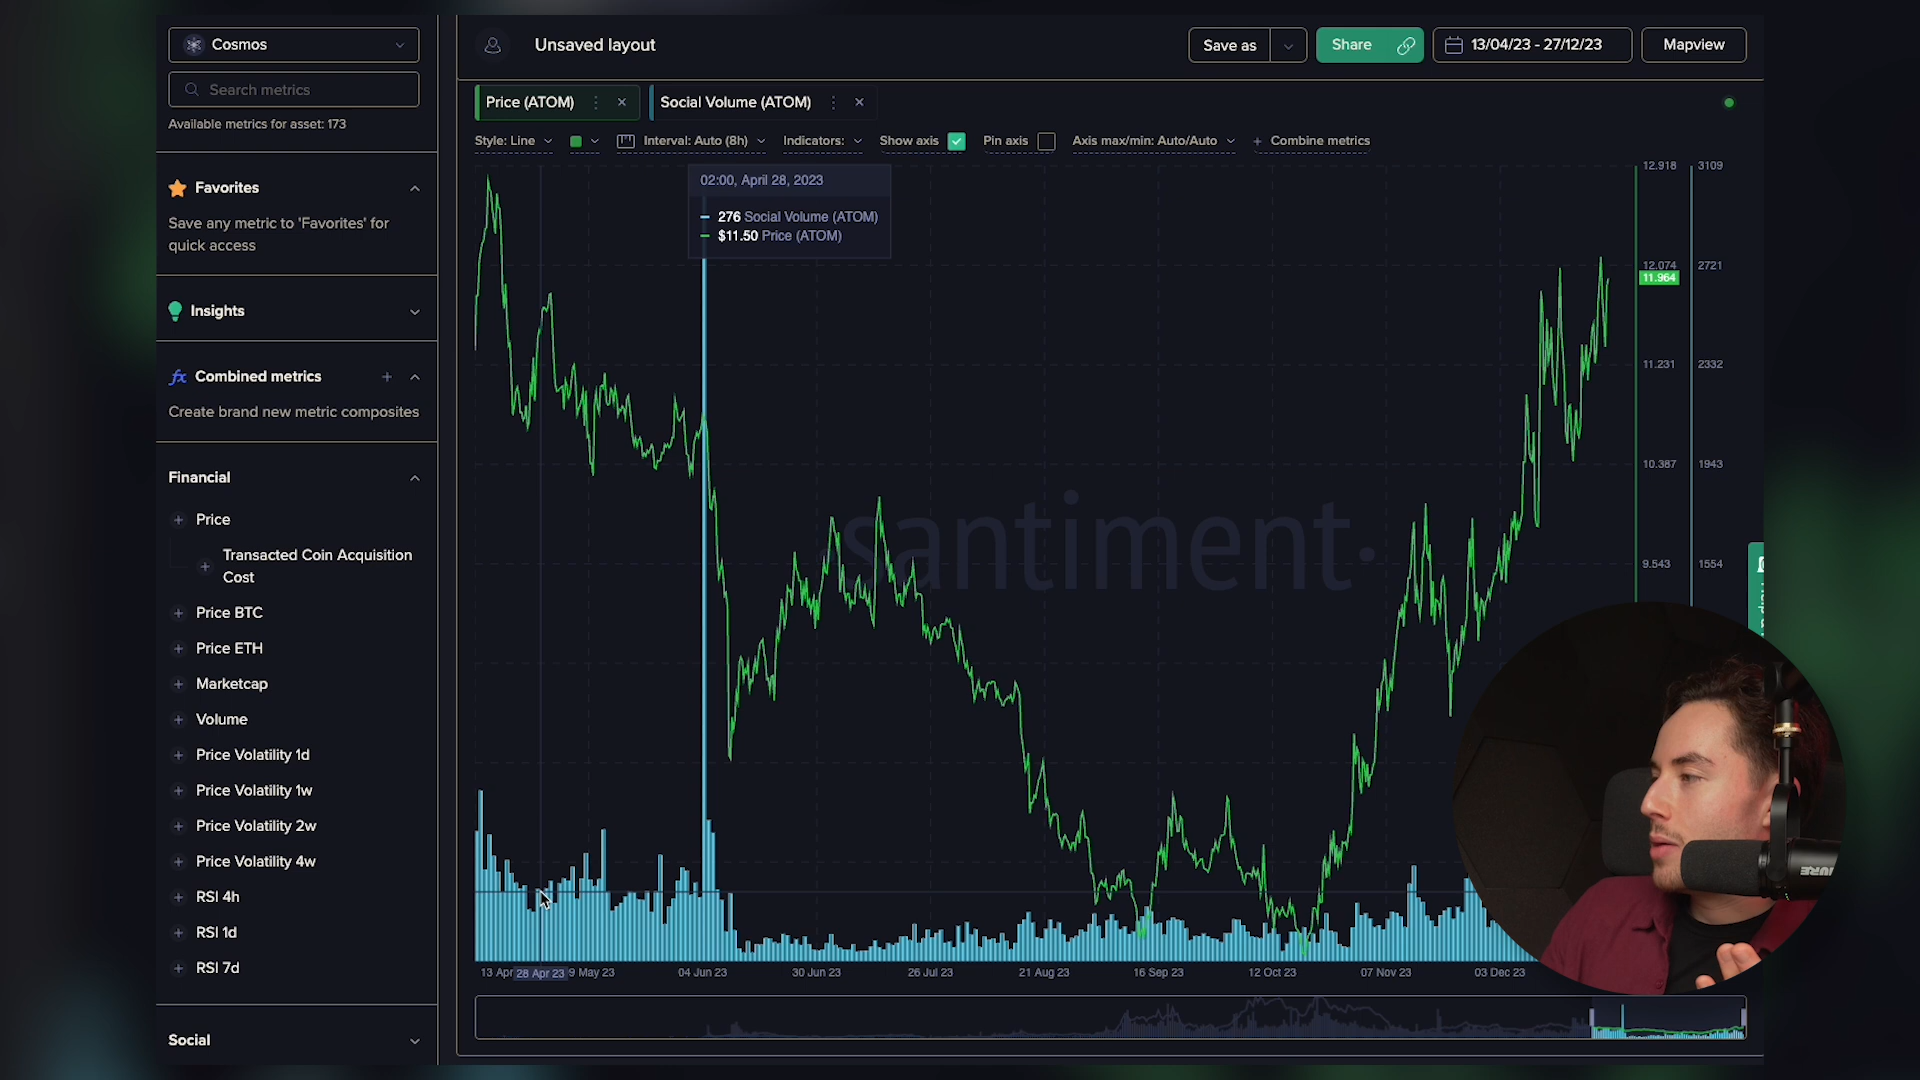 Cosmos
Search metrics
Available metrics for asset: 173
Favorites
Save any metric to 'Favorites' for
quick access
Insights
fx Combined metrics
Create brand new metric composites
Financial
Price
Transacted Coin Acquisition
Cost
Price BTC
Price ETH
Marketcap
Volume
Price Volatility 1d
Price Volatility 1w
Price Volatility 2w
Price Volatility 4w
RSI 4h
RSI 1d
RSI 7d
Social
Unsaved layout
Save as
Share
13/04/23 - 27/12/23
Mapview
Price (ATOM)
Social Volume (ATOM)
Style: Line
Interval: Auto (8h)
Indicators:
Show axis
Pin axis
Axis max/min: Auto/Auto
+ Combine metrics
02:00, April 28, 2023
276 Social Volume (ATOM)
$11.50 Price (ATOM)
12.918 3109
12.074 2721
11.964
11.231 2332
10.387 1943
9.543 1554
·santiment·
13 Apr 28 Apr 23 9 May 23 04 Jun 23 30 Jun 23 26 Jul 23 21 Aug 23 16 Sep 23 12 Oct 23 07 Nov 23 03 Dec 23